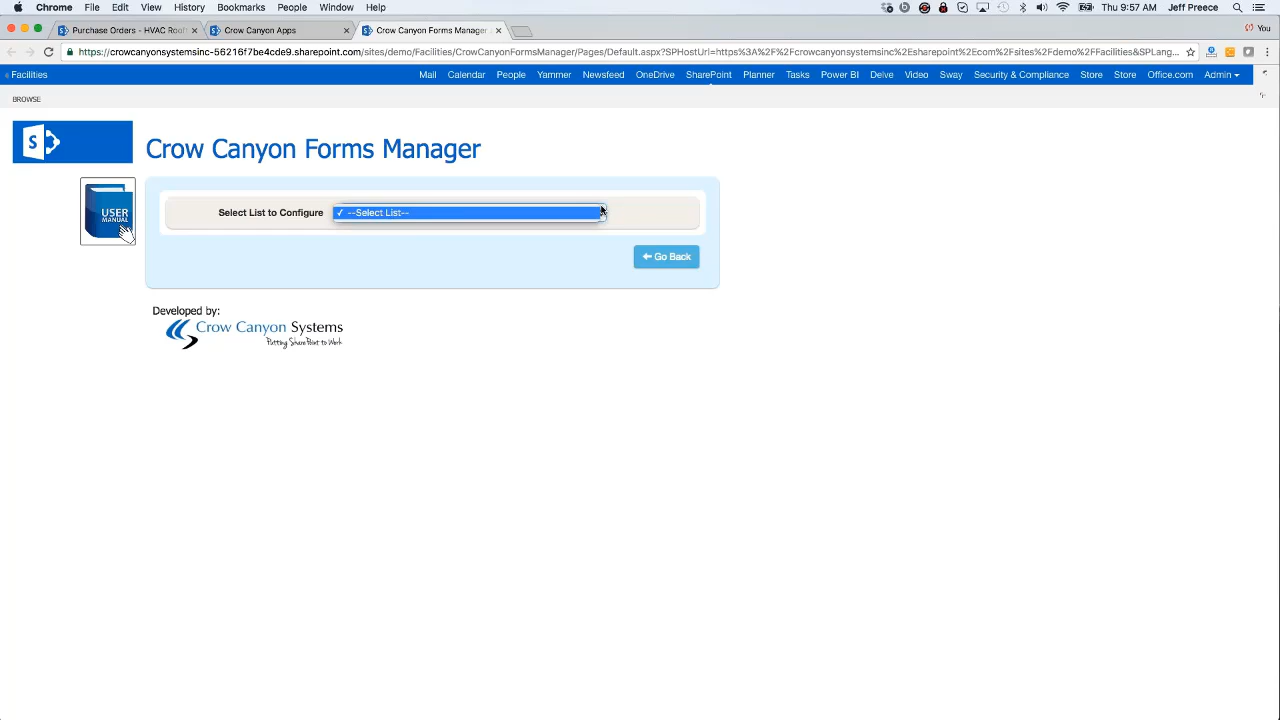 Chrome File Edit View History Bookmarks People Window Help Thu 9:57 AM Jeff Preece
Purchase Orders - HVAC Roof Crow Canyon Apps Crow Canyon Forms Manager You
https://crowcanyonsystemsinc-56216f7be4cde9.sharepoint.com/sites/demo/Facilities/CrowCanyonFormsManager/Pages/Default.aspx?SPHostUrl=https%3A%2F%2Fcrowcanyonsystemsinc%2Esharepoint%2Ecom%2Fsites%2Fdemo%2FFacilities&SPLang...
Facilities Mail Calendar People Yammer Newsfeed OneDrive SharePoint Planner Tasks Power BI Delve Video Sway Security & Compliance Store Store Office.com Admin
BROWSE
S
Crow Canyon Forms Manager
USER
MANUAL
Select List to Configure ✓ --Select List--
Go Back
Developed by:
Crow Canyon Systems
Putting SharePoint to Work